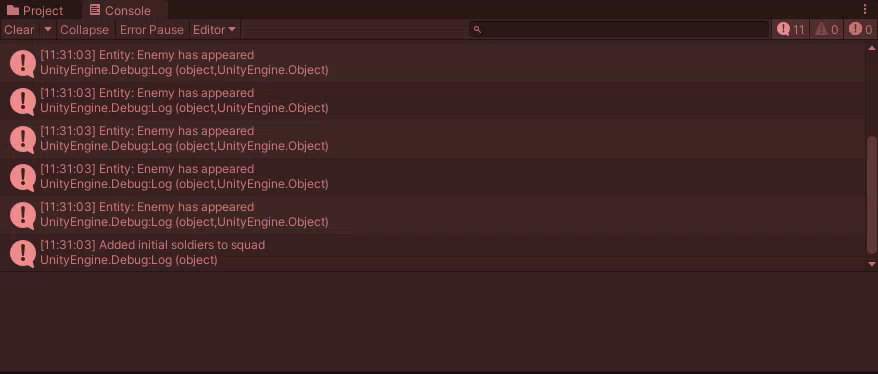 Project
Console
Clear
Collapse
Error Pause
Editor
11
0
0
[11:31:03] Entity: Enemy has appeared
UnityEngine.Debug:Log (object,UnityEngine.Object)
[11:31:03] Entity: Enemy has appeared
UnityEngine.Debug:Log (object,UnityEngine.Object)
[11:31:03] Entity: Enemy has appeared
UnityEngine.Debug:Log (object,UnityEngine.Object)
[11:31:03] Entity: Enemy has appeared
UnityEngine.Debug:Log (object,UnityEngine.Object)
[11:31:03] Entity: Enemy has appeared
UnityEngine.Debug:Log (object,UnityEngine.Object)
[11:31:03] Added initial soldiers to squad
UnityEngine.Debug:Log (object)